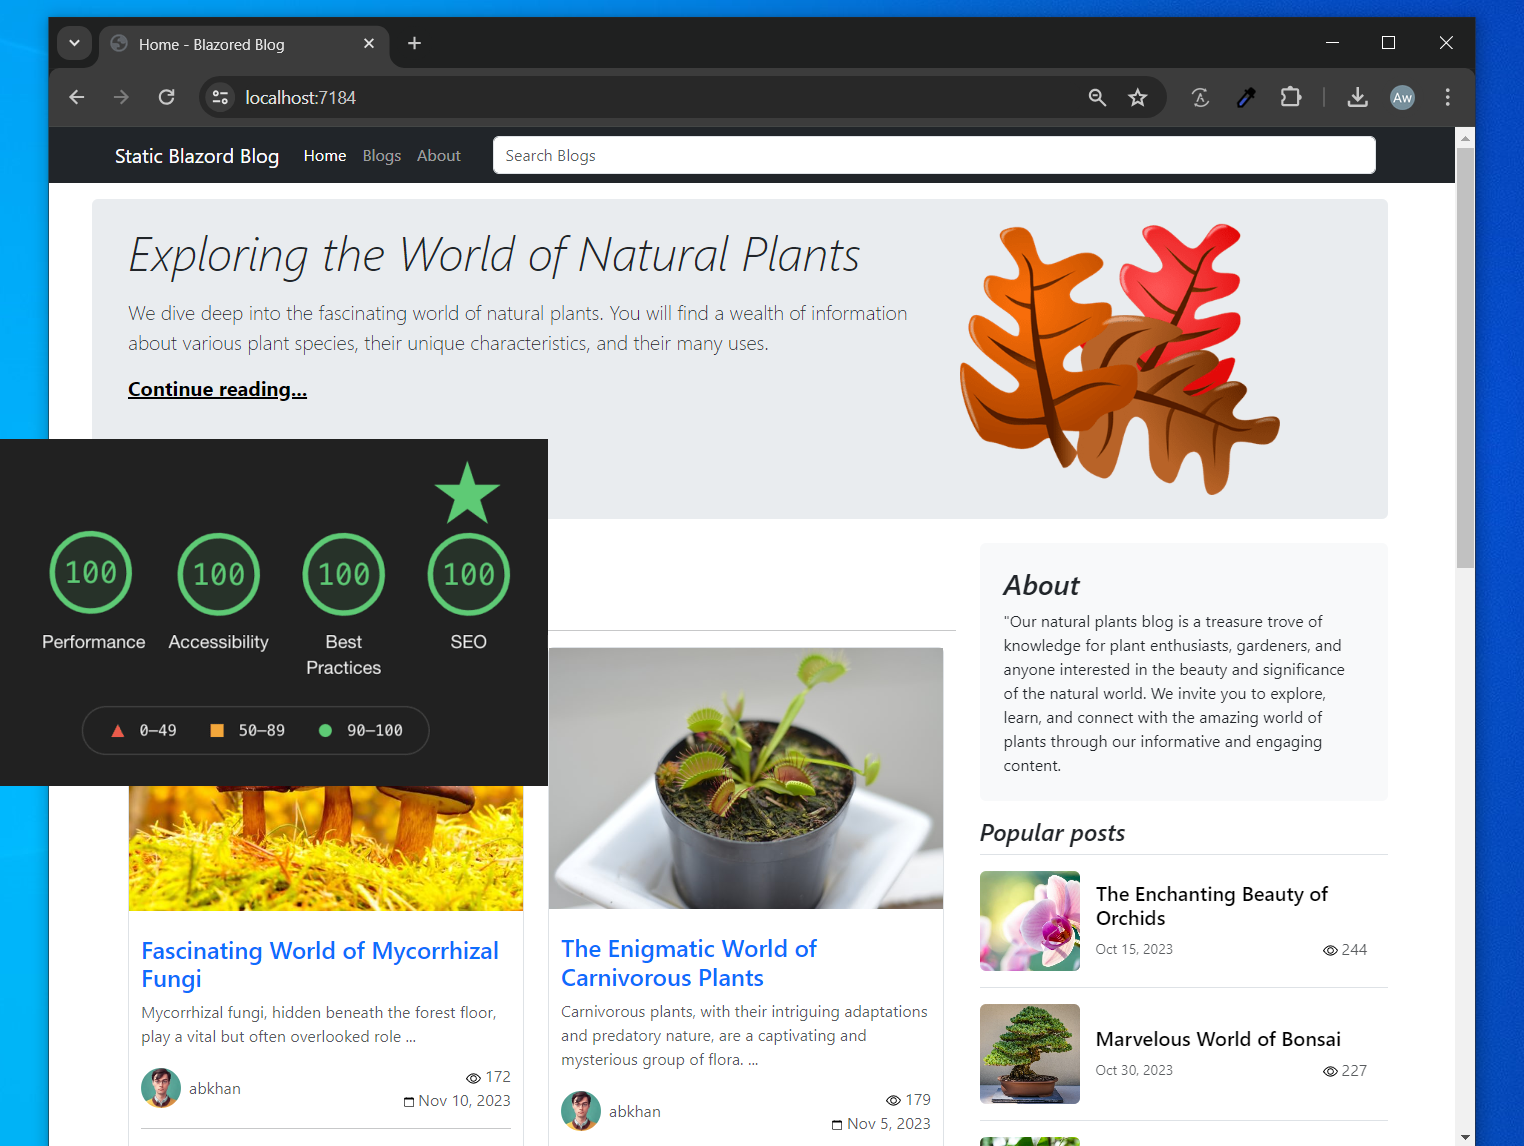 Home - Blazored Blog
localhost:7184
Aw
Static Blazord Blog
Home
Blogs
About
Search Blogs
Exploring the World of Natural Plants
We dive deep into the fascinating world of natural plants. You will find a wealth of information
about various plant species, their unique characteristics, and their many uses.
Continue reading...
100
100
100
100
Performance
Accessibility
Best
Practices
SEO
0–49
50–89
90–100
Fascinating World of Mycorrhizal
Fungi
Mycorrhizal fungi, hidden beneath the forest floor,
play a vital but often overlooked role ...
abkhan
172
Nov 10, 2023
The Enigmatic World of
Carnivorous Plants
Carnivorous plants, with their intriguing adaptations
and predatory nature, are a captivating and
mysterious group of flora. ...
abkhan
179
Nov 5, 2023
About
"Our natural plants blog is a treasure trove of
knowledge for plant enthusiasts, gardeners, and
anyone interested in the beauty and significance
of the natural world. We invite you to explore,
learn, and connect with the amazing world of
plants through our informative and engaging
content.
Popular posts
The Enchanting Beauty of
Orchids
Oct 15, 2023
244
Marvelous World of Bonsai
Oct 30, 2023
227